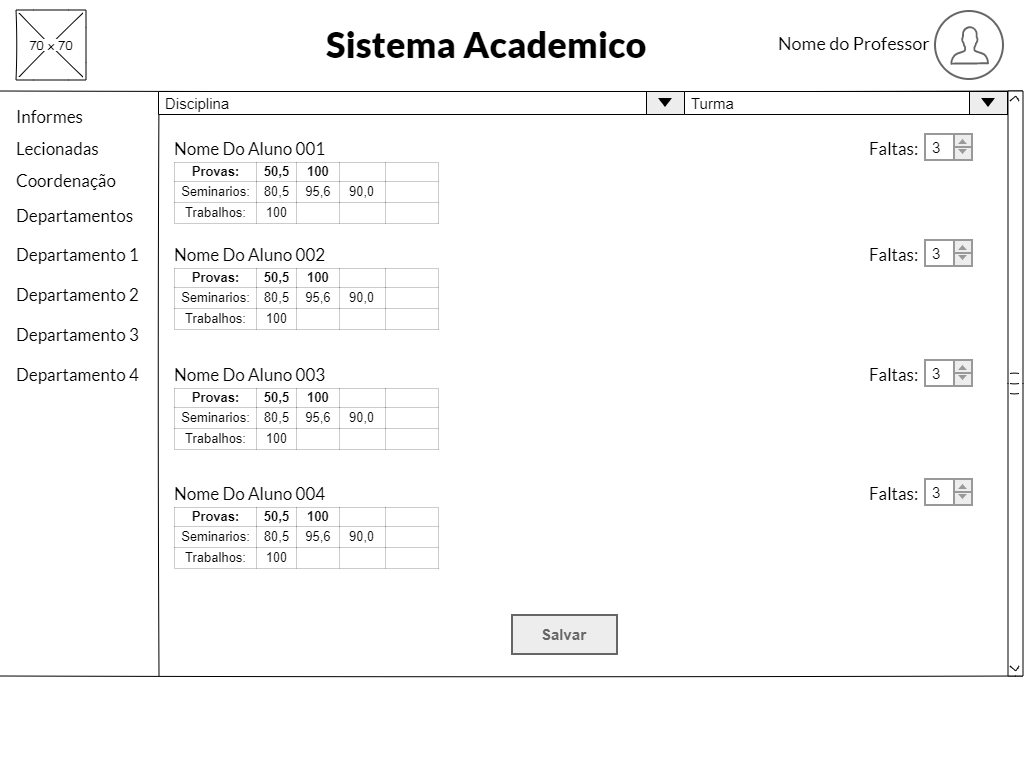 70 x 70
Sistema Academico
Nome do Professor
Informes
Lecionadas
Coordenação
Departamentos
Departamento 1
Departamento 2
Departamento 3
Departamento 4
Disciplina
Turma
Nome Do Aluno 001
Faltas: 3
Provas: 50,5 100
Seminarios: 80,5 95,6 90,0
Trabalhos: 100
Nome Do Aluno 002
Faltas: 3
Provas: 50,5 100
Seminarios: 80,5 95,6 90,0
Trabalhos: 100
Nome Do Aluno 003
Faltas: 3
Provas: 50,5 100
Seminarios: 80,5 95,6 90,0
Trabalhos: 100
Nome Do Aluno 004
Faltas: 3
Provas: 50,5 100
Seminarios: 80,5 95,6 90,0
Trabalhos: 100
Salvar